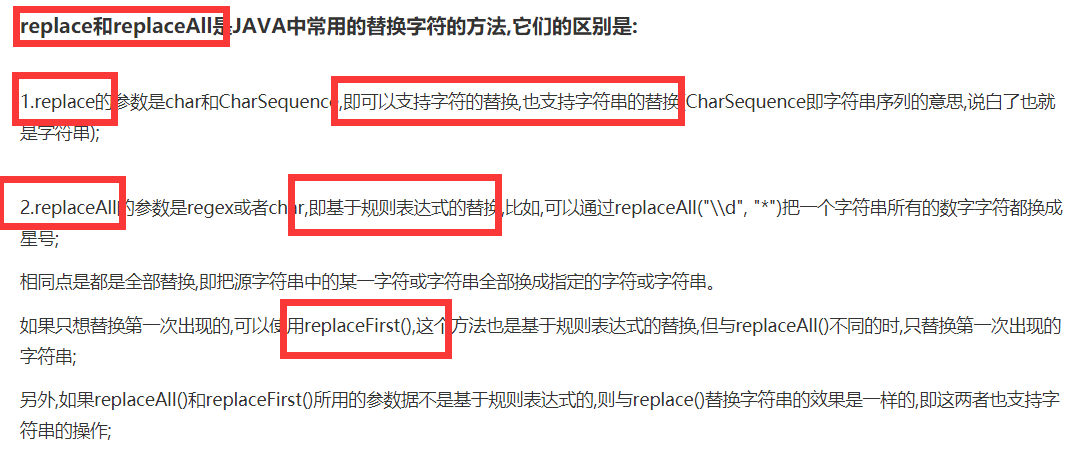 replace和replaceAll是JAVA中常用的替换字符的方法,它们的区别是:
1.replace的参数是char和CharSequence,即可以支持字符的替换,也支持字符串的替换(CharSequence即字符串序列的意思,说白了也就
是字符串);
2.replaceAll的参数是regex或者char,即基于规则表达式的替换,比如,可以通过replaceAll("\\d", "*")把一个字符串所有的数字字符都换成
星号;
相同点是都是全部替换,即把源字符串中的某一字符或字符串全部换成指定的字符或字符串。
如果只想替换第一次出现的,可以使用replaceFirst(),这个方法也是基于规则表达式的替换,但与replaceAll()不同的时,只替换第一次出现的
字符串;
另外,如果replaceAll()和replaceFirst()所用的参数据不是基于规则表达式的,则与replace()替换字符串的效果是一样的,即这两者也支持字
符串的操作;